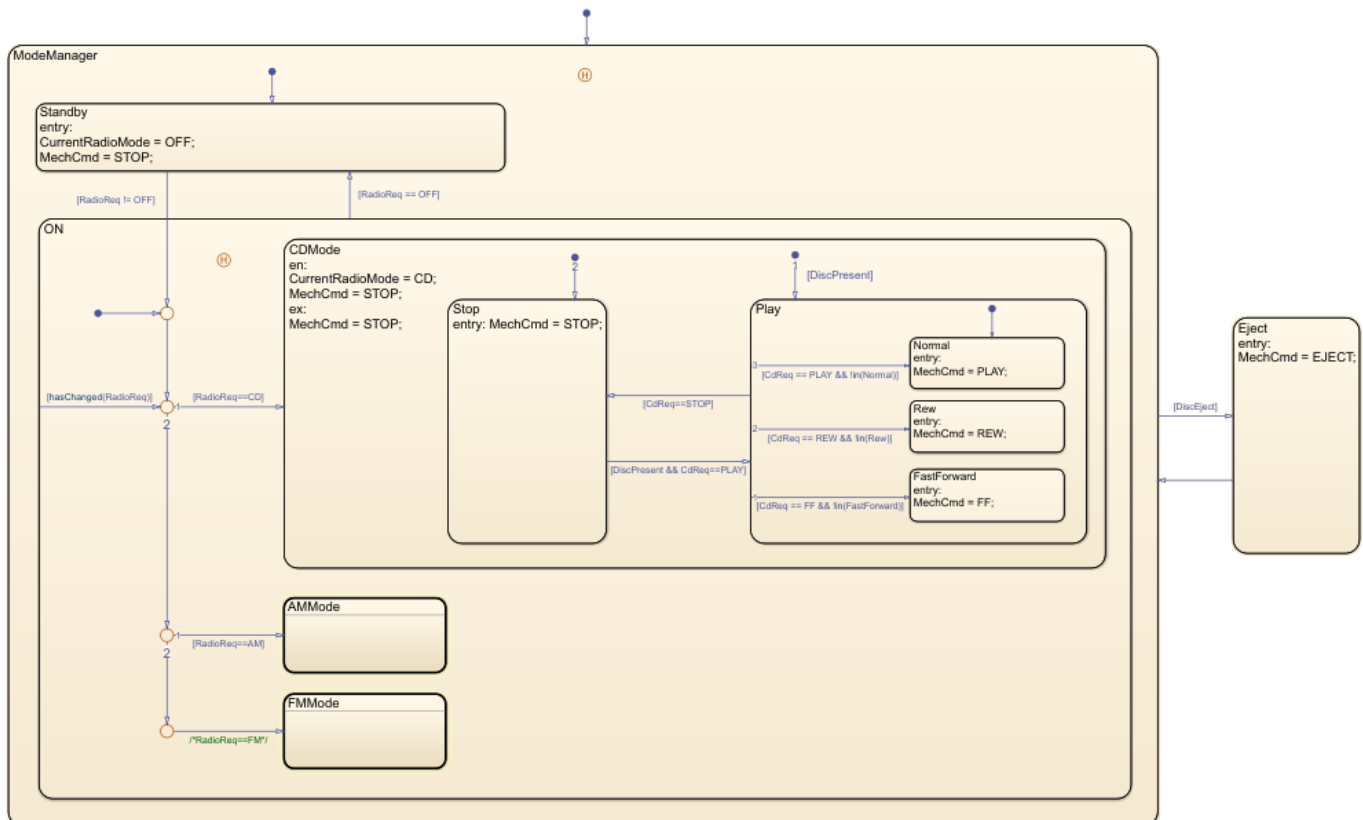 ModeManager
H
Standby
entry:
CurrentRadioMode = OFF;
MechCmd = STOP;
[RadioReq != OFF]
[RadioReq == OFF]
ON
H
CDMode
en:
CurrentRadioMode = CD;
MechCmd = STOP;
ex:
MechCmd = STOP;
2
1
[DiscPresent]
Stop
entry: MechCmd = STOP;
Play
Normal
entry:
MechCmd = PLAY;
3
[CdReq == PLAY && !in(Normal)]
[CdReq==STOP]
Rew
entry:
MechCmd = REW;
2
[CdReq == REW && !in(Rew)]
[DiscPresent && CdReq==PLAY]
FastForward
entry:
MechCmd = FF;
1
[CdReq == FF && !in(FastForward)]
Eject
entry:
MechCmd = EJECT;
[DiscEject]
[hasChanged(RadioReq)]
1
[RadioReq==CD]
2
AMMode
1
[RadioReq==AM]
2
FMMode
/*RadioReq==FM*/